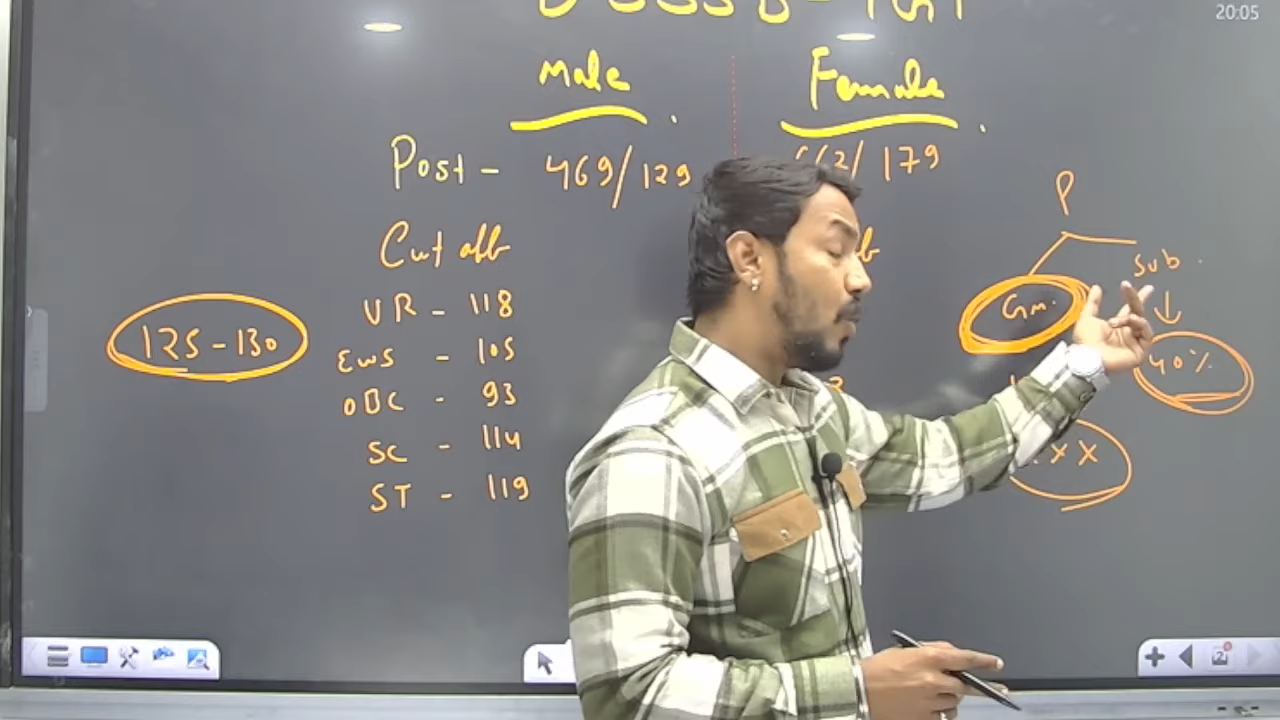 20:05
Male Female
Post - 469/129 / 179
Cut off
UR - 118
125-130
EWS - 105
OBC - 93
SC - 114
ST - 119
P
Sub
Gm.
40%
X X